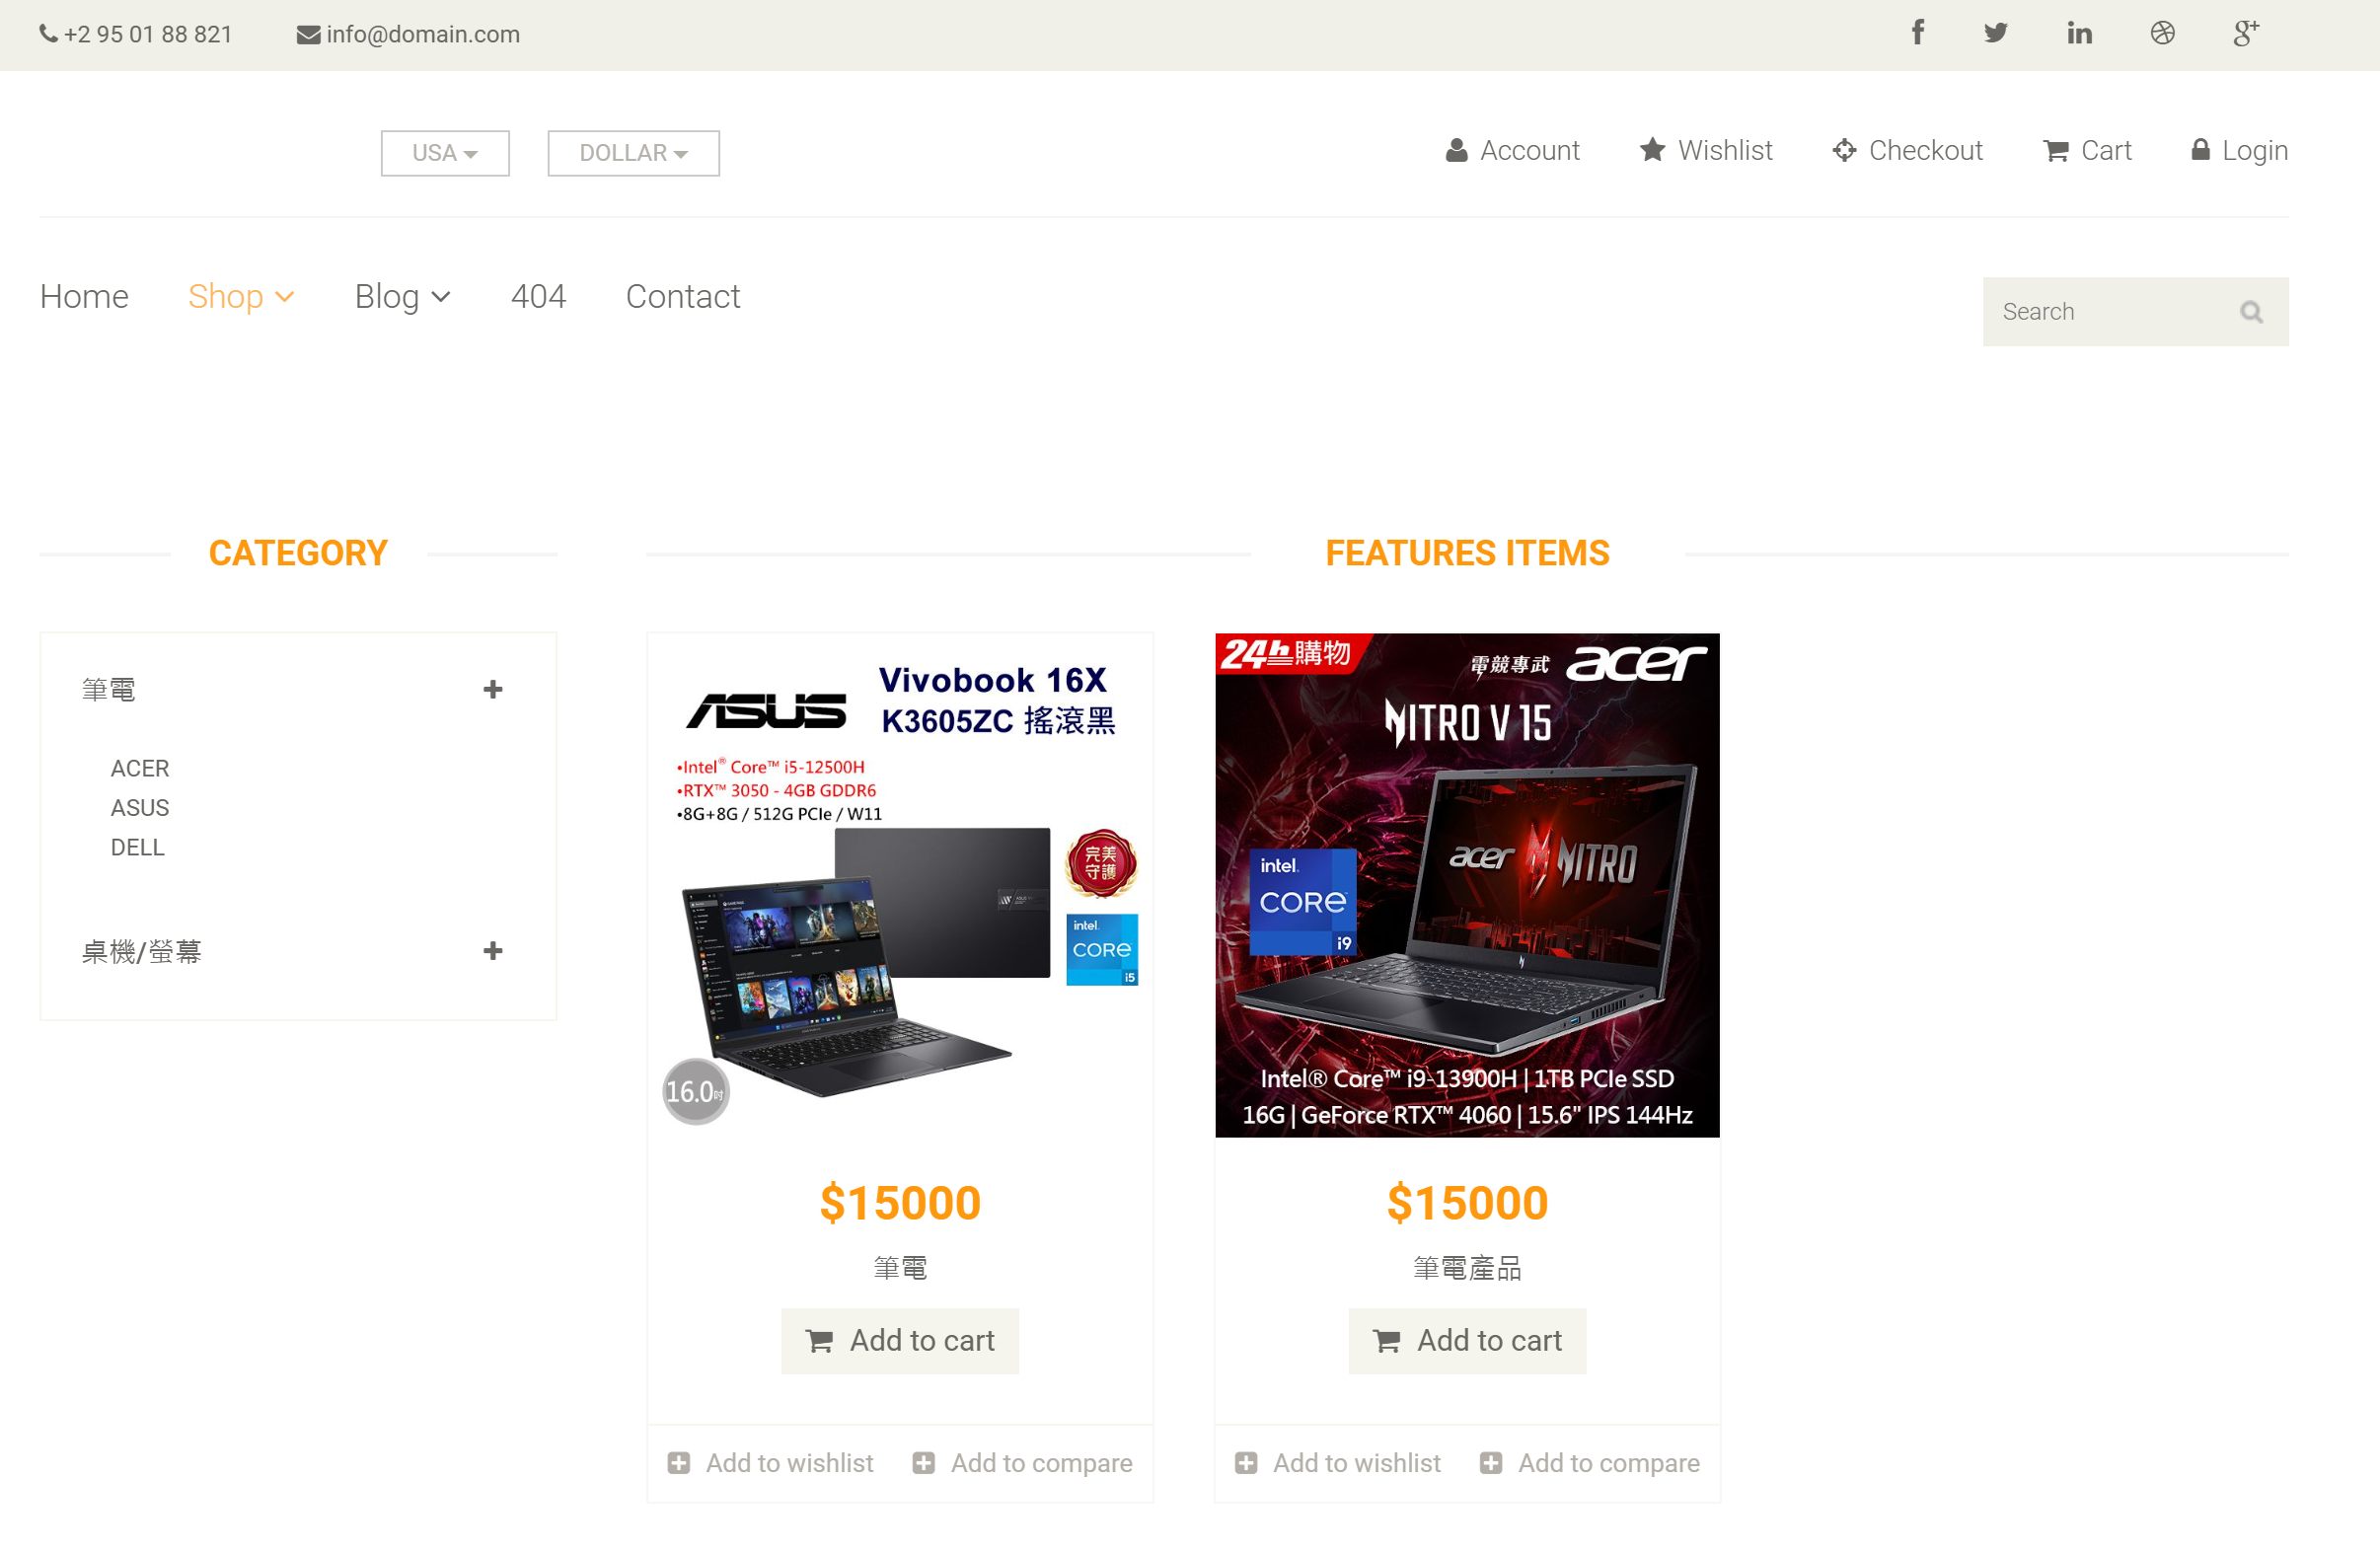 +2 95 01 88 821 info@domain.com
USA DOLLAR Account Wishlist Checkout Cart Login
Home Shop Blog 404 Contact
Search
CATEGORY
筆電
ACER
ASUS
DELL
桌機/螢幕
FEATURES ITEMS
ASUS
Vivobook 16X
K3605ZC 搖滾黑
•Intel® Core™ i5-12500H
•RTX™ 3050 - 4GB GDDR6
•8G+8G / 512G PCIe / W11
完美
守護
intel.
CORE
i5
16.0吋
$15000
筆電
Add to cart
Add to wishlist Add to compare
24h購物
電競專武 acer
NITRO V 15
acer NITRO
intel.
CORE
i9
Intel® Core™ i9-13900H | 1TB PCIe SSD
16G | GeForce RTX™ 4060 | 15.6" IPS 144Hz
$15000
筆電產品
Add to cart
Add to wishlist Add to compare